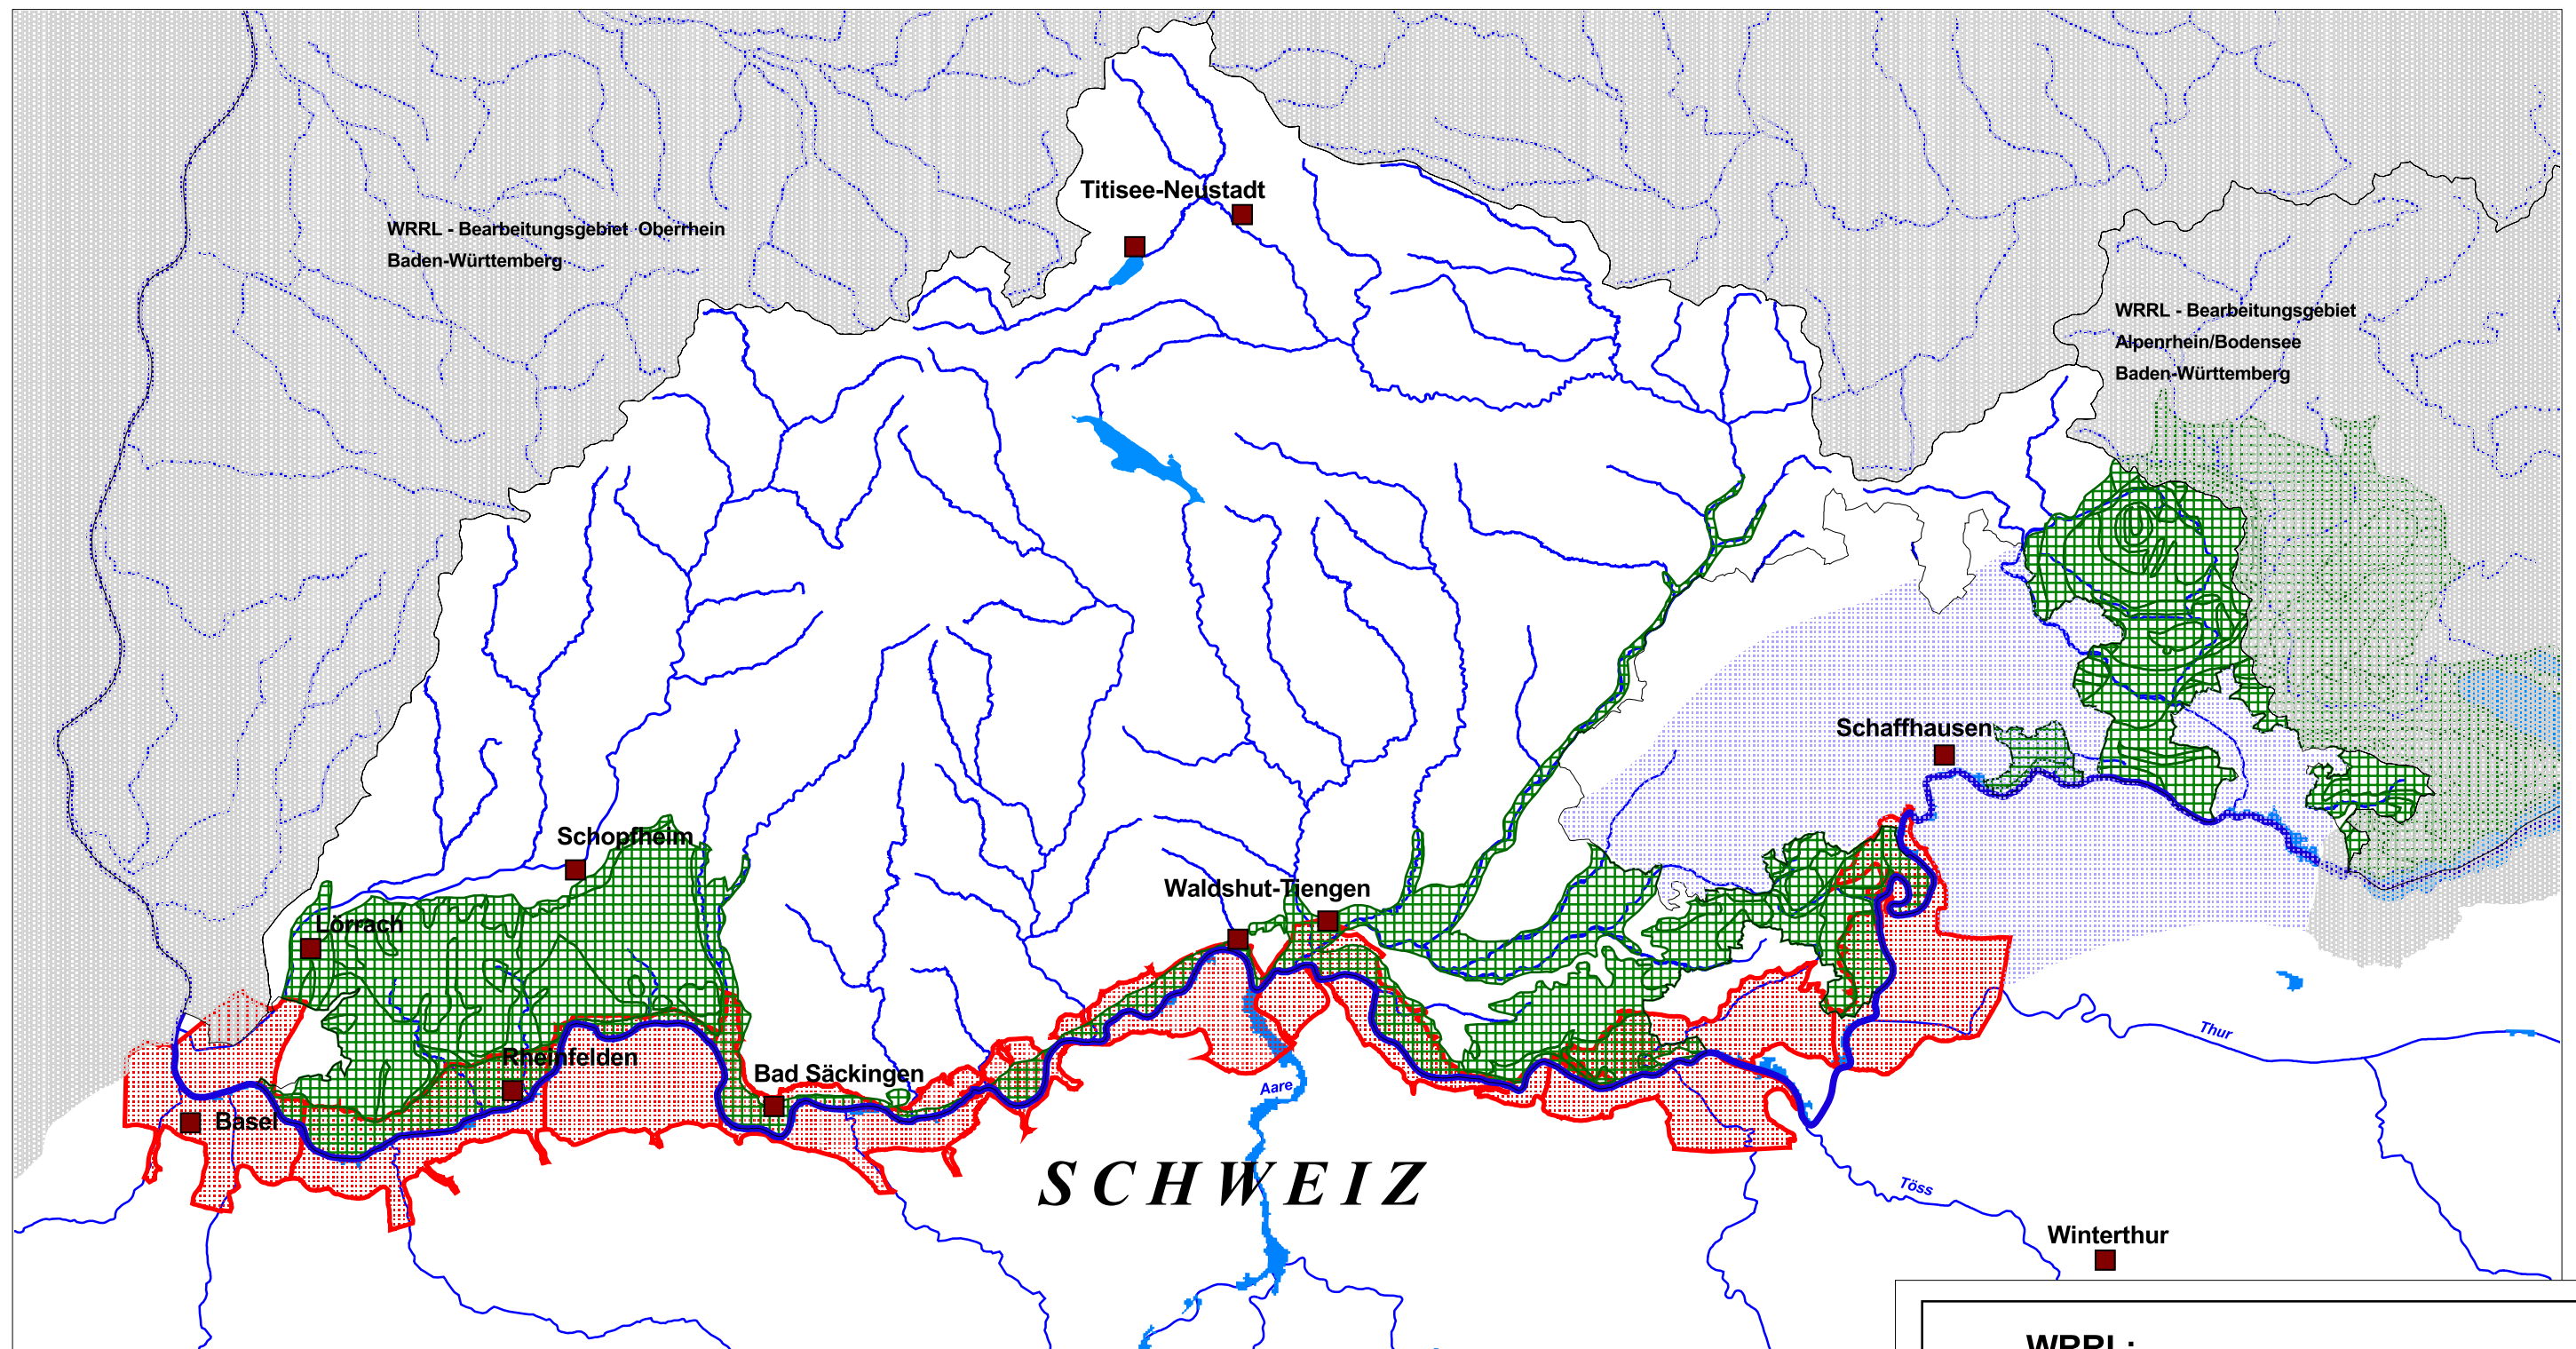 Titisee-Neustadt
WRRL - Bearbeitungsgebiet Oberrhein
Baden-Württemberg
WRRL - Bearbeitungsgebiet
Alpenrhein/Bodensee
Baden-Württemberg
Schaffhausen
Schopfheim
Waldshut-Tiengen
Lörrach
Rheinfelden
Bad Säckingen
Basel
Aare
Thur
SCHWEIZ
Töss
Winterthur
WRRL: